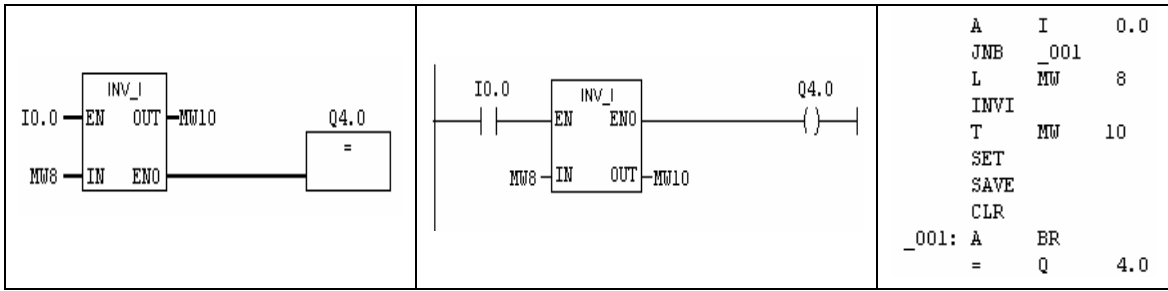 INV_I
I0.0 EN OUT MW10 Q4.0
=
MW8 IN ENO
I0.0 INV_I Q4.0
EN ENO
MW8 IN OUT MW10
A I 0.0
JNB _001
L MW 8
INVI
T MW 10
SET
SAVE
CLR
_001: A BR
= Q 4.0